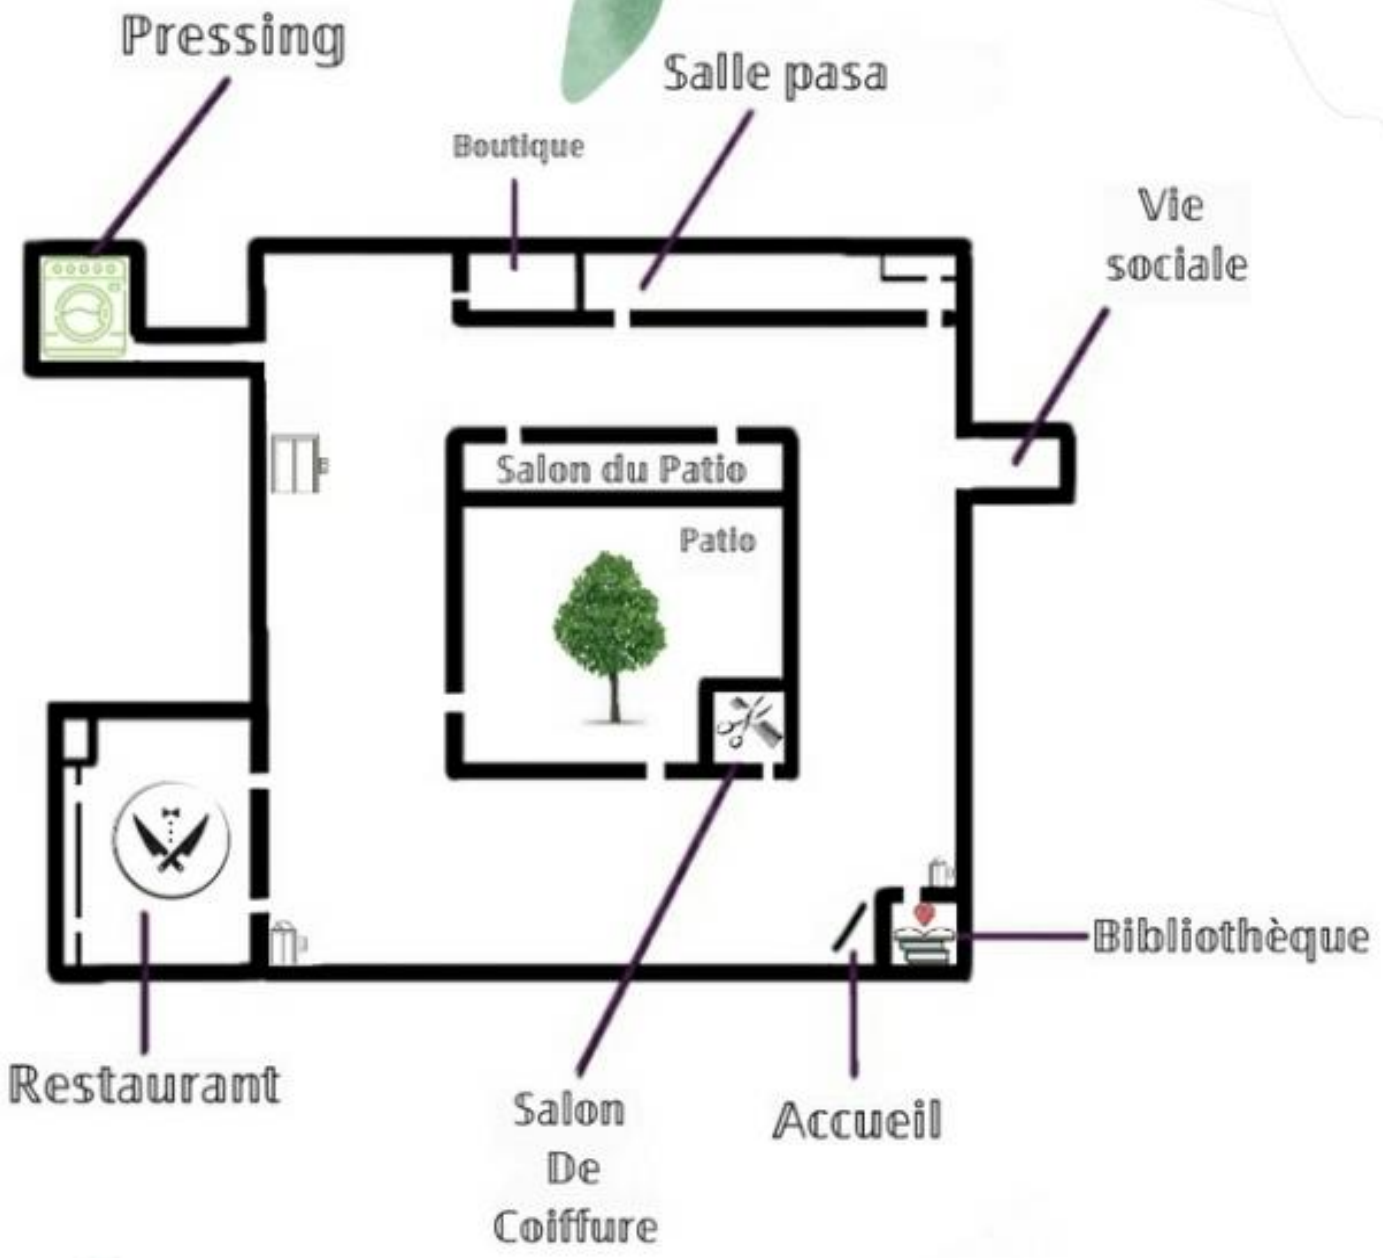 Pressing
Salle pasa
Boutique
Vie
sociale
Salon du Patio
Patio
Bibliothèque
Restaurant
Salon
De
Coiffure
Accueil